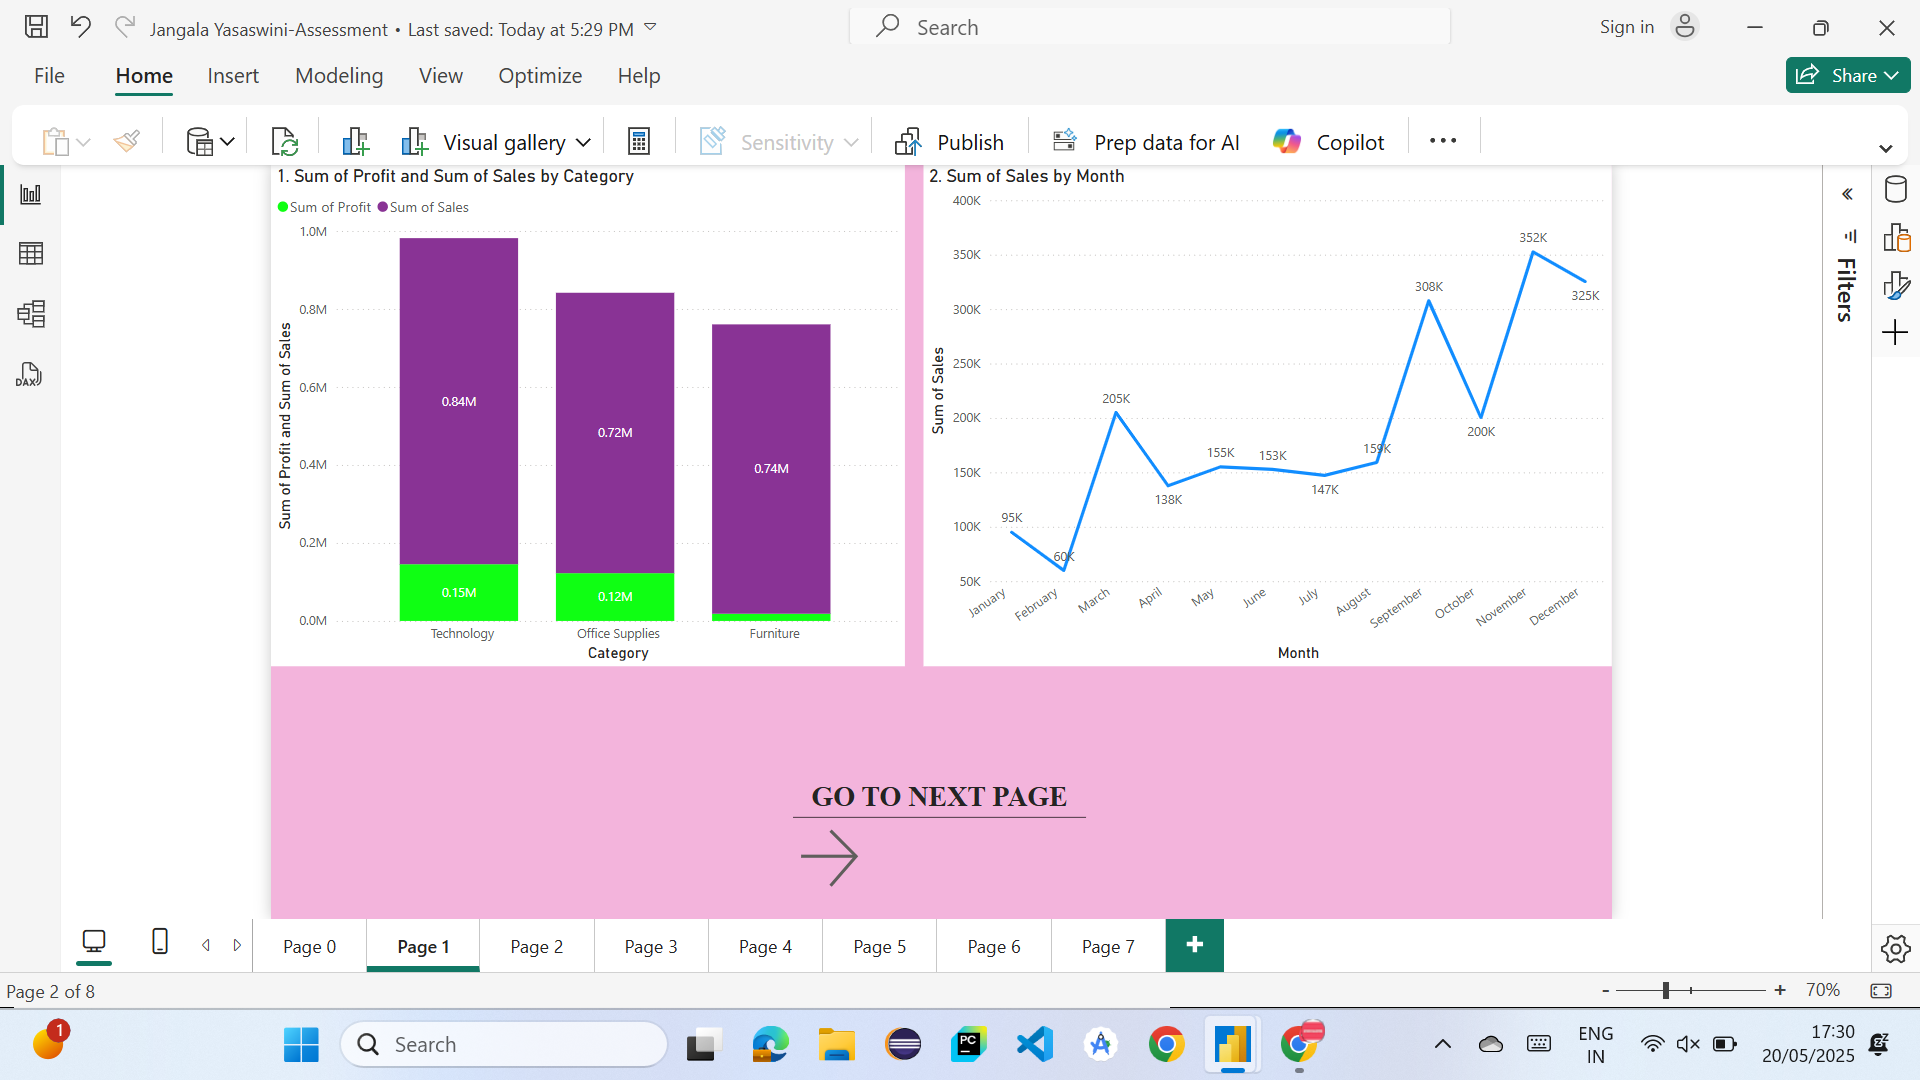 Jangala Yasaswini-Assessment • Last saved: Today at 5:29 PM
Search
Sign in
File
Home
Insert
Modeling
View
Optimize
Help
Share
Visual gallery
Sensitivity
Publish
Prep data for AI
Copilot
DAX
1. Sum of Profit and Sum of Sales by Category
Sum of Profit
Sum of Sales
Sum of Profit and Sum of Sales
1.0M
0.8M
0.6M
0.4M
0.2M
0.0M
0.84M
0.15M
0.72M
0.12M
0.74M
Technology
Office Supplies
Furniture
Category
2. Sum of Sales by Month
Sum of Sales
400K
350K
300K
250K
200K
150K
100K
50K
95K
60K
205K
138K
155K
153K
147K
159K
308K
200K
352K
325K
January
February
March
April
May
June
July
August
September
October
November
December
Month
Filters
GO TO NEXT PAGE
Page 0
Page 1
Page 2
Page 3
Page 4
Page 5
Page 6
Page 7
+
Page 2 of 8
- + 70%
1
Search
PC
ENG
IN
17:30
20/05/2025